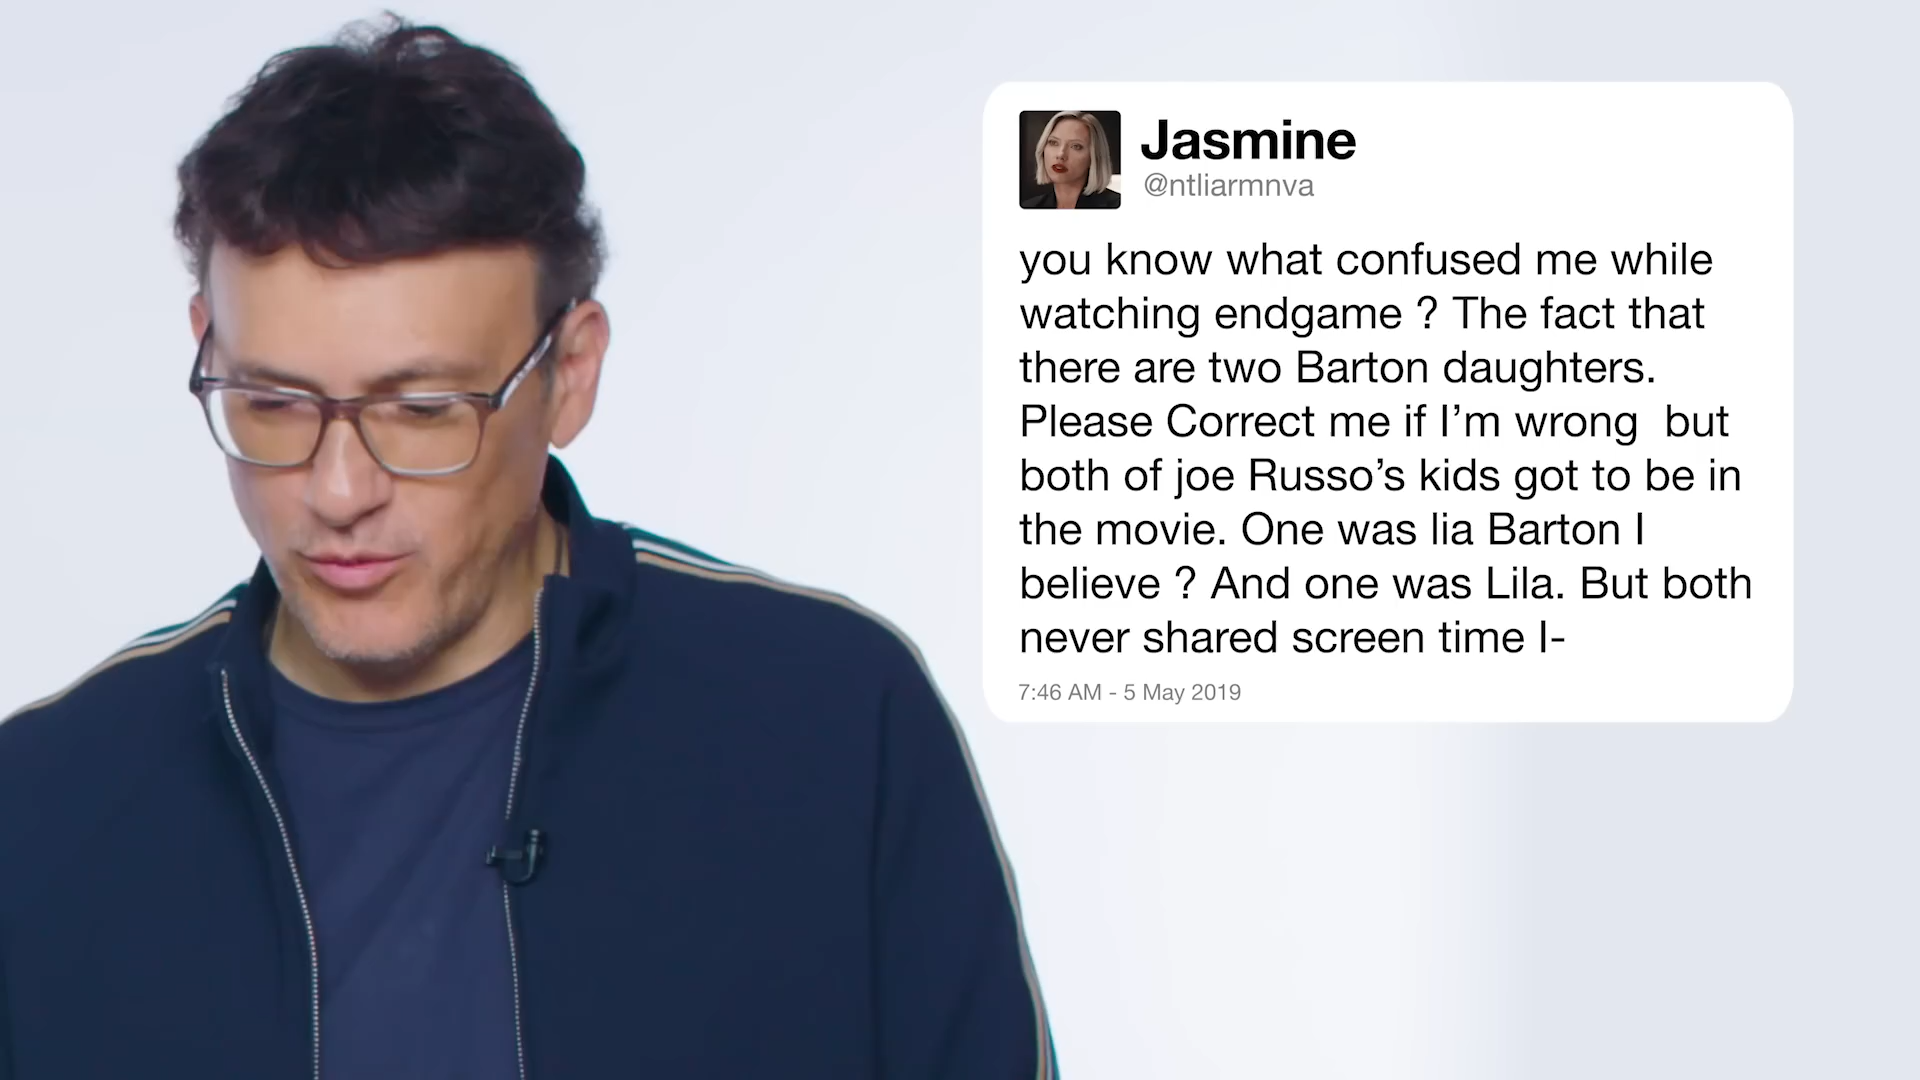 Jasmine
@ntliarmnva
you know what confused me while
watching endgame ? The fact that
there are two Barton daughters.
Please Correct me if I’m wrong  but
both of joe Russo’s kids got to be in
the movie. One was lia Barton I
believe ? And one was Lila. But both
never shared screen time I-
7:46 AM - 5 May 2019